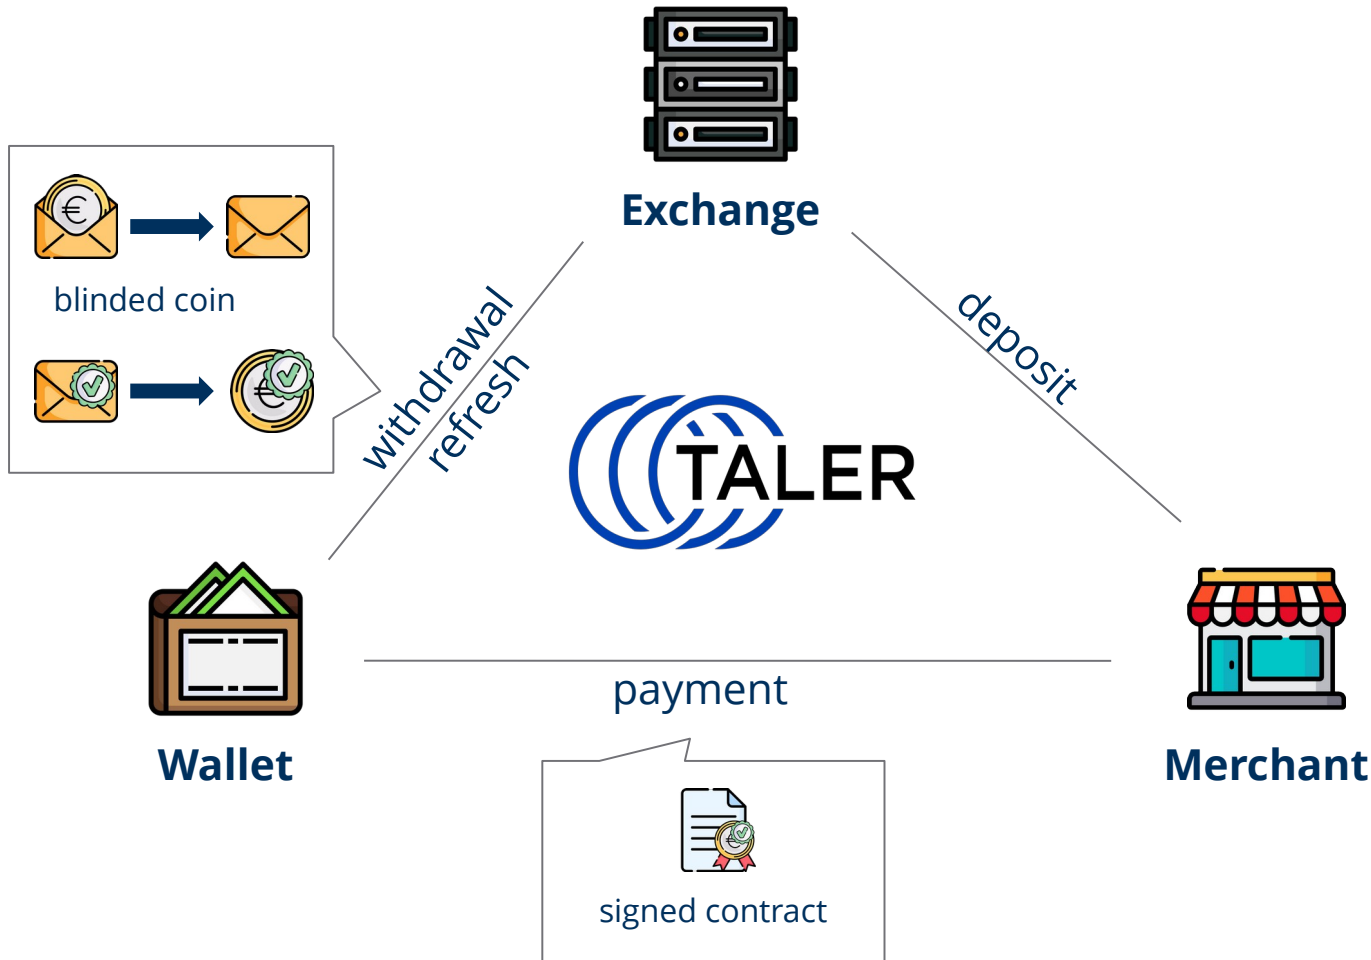 Exchange
€
blinded coin
€
withdrawal
refresh
deposit
TALER
payment
Wallet
Merchant
€
signed contract